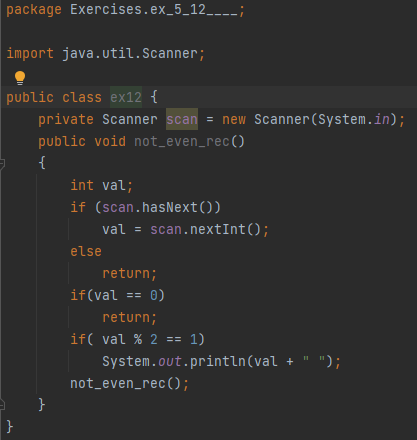 package Exercises.ex_5_12____;
import java.util.Scanner;
public class ex12 {
    private Scanner scan = new Scanner(System.in);
    public void not_even_rec()
    {
        int val;
        if (scan.hasNext())
            val = scan.nextInt();
        else
            return;
        if(val == 0)
            return;
        if( val % 2 == 1)
            System.out.println(val + " ");
        not_even_rec();
    }
}